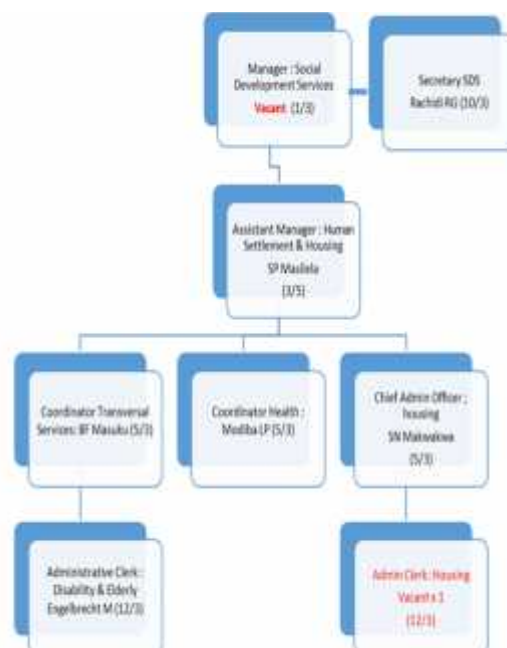 Manager : Social
Development Services
Vacant (1/3)
Secretary SDS
Rachidi RG (10/3)
Assistant Manager : Human
Settlement & Housing
SP Masilela
(3/5)
Coordinator Transversal
Services: BF Masuku (5/3)
Coordinator Health :
Modiba LP (5/3)
Chief Admin Officer ;
housing
SN Makwakwa
(5/3)
Administrative Clerk :
Disability & Elderly
Engelbrecht M (12/3)
Admin Clerk: Housing
Vacant x 1
(12/3)